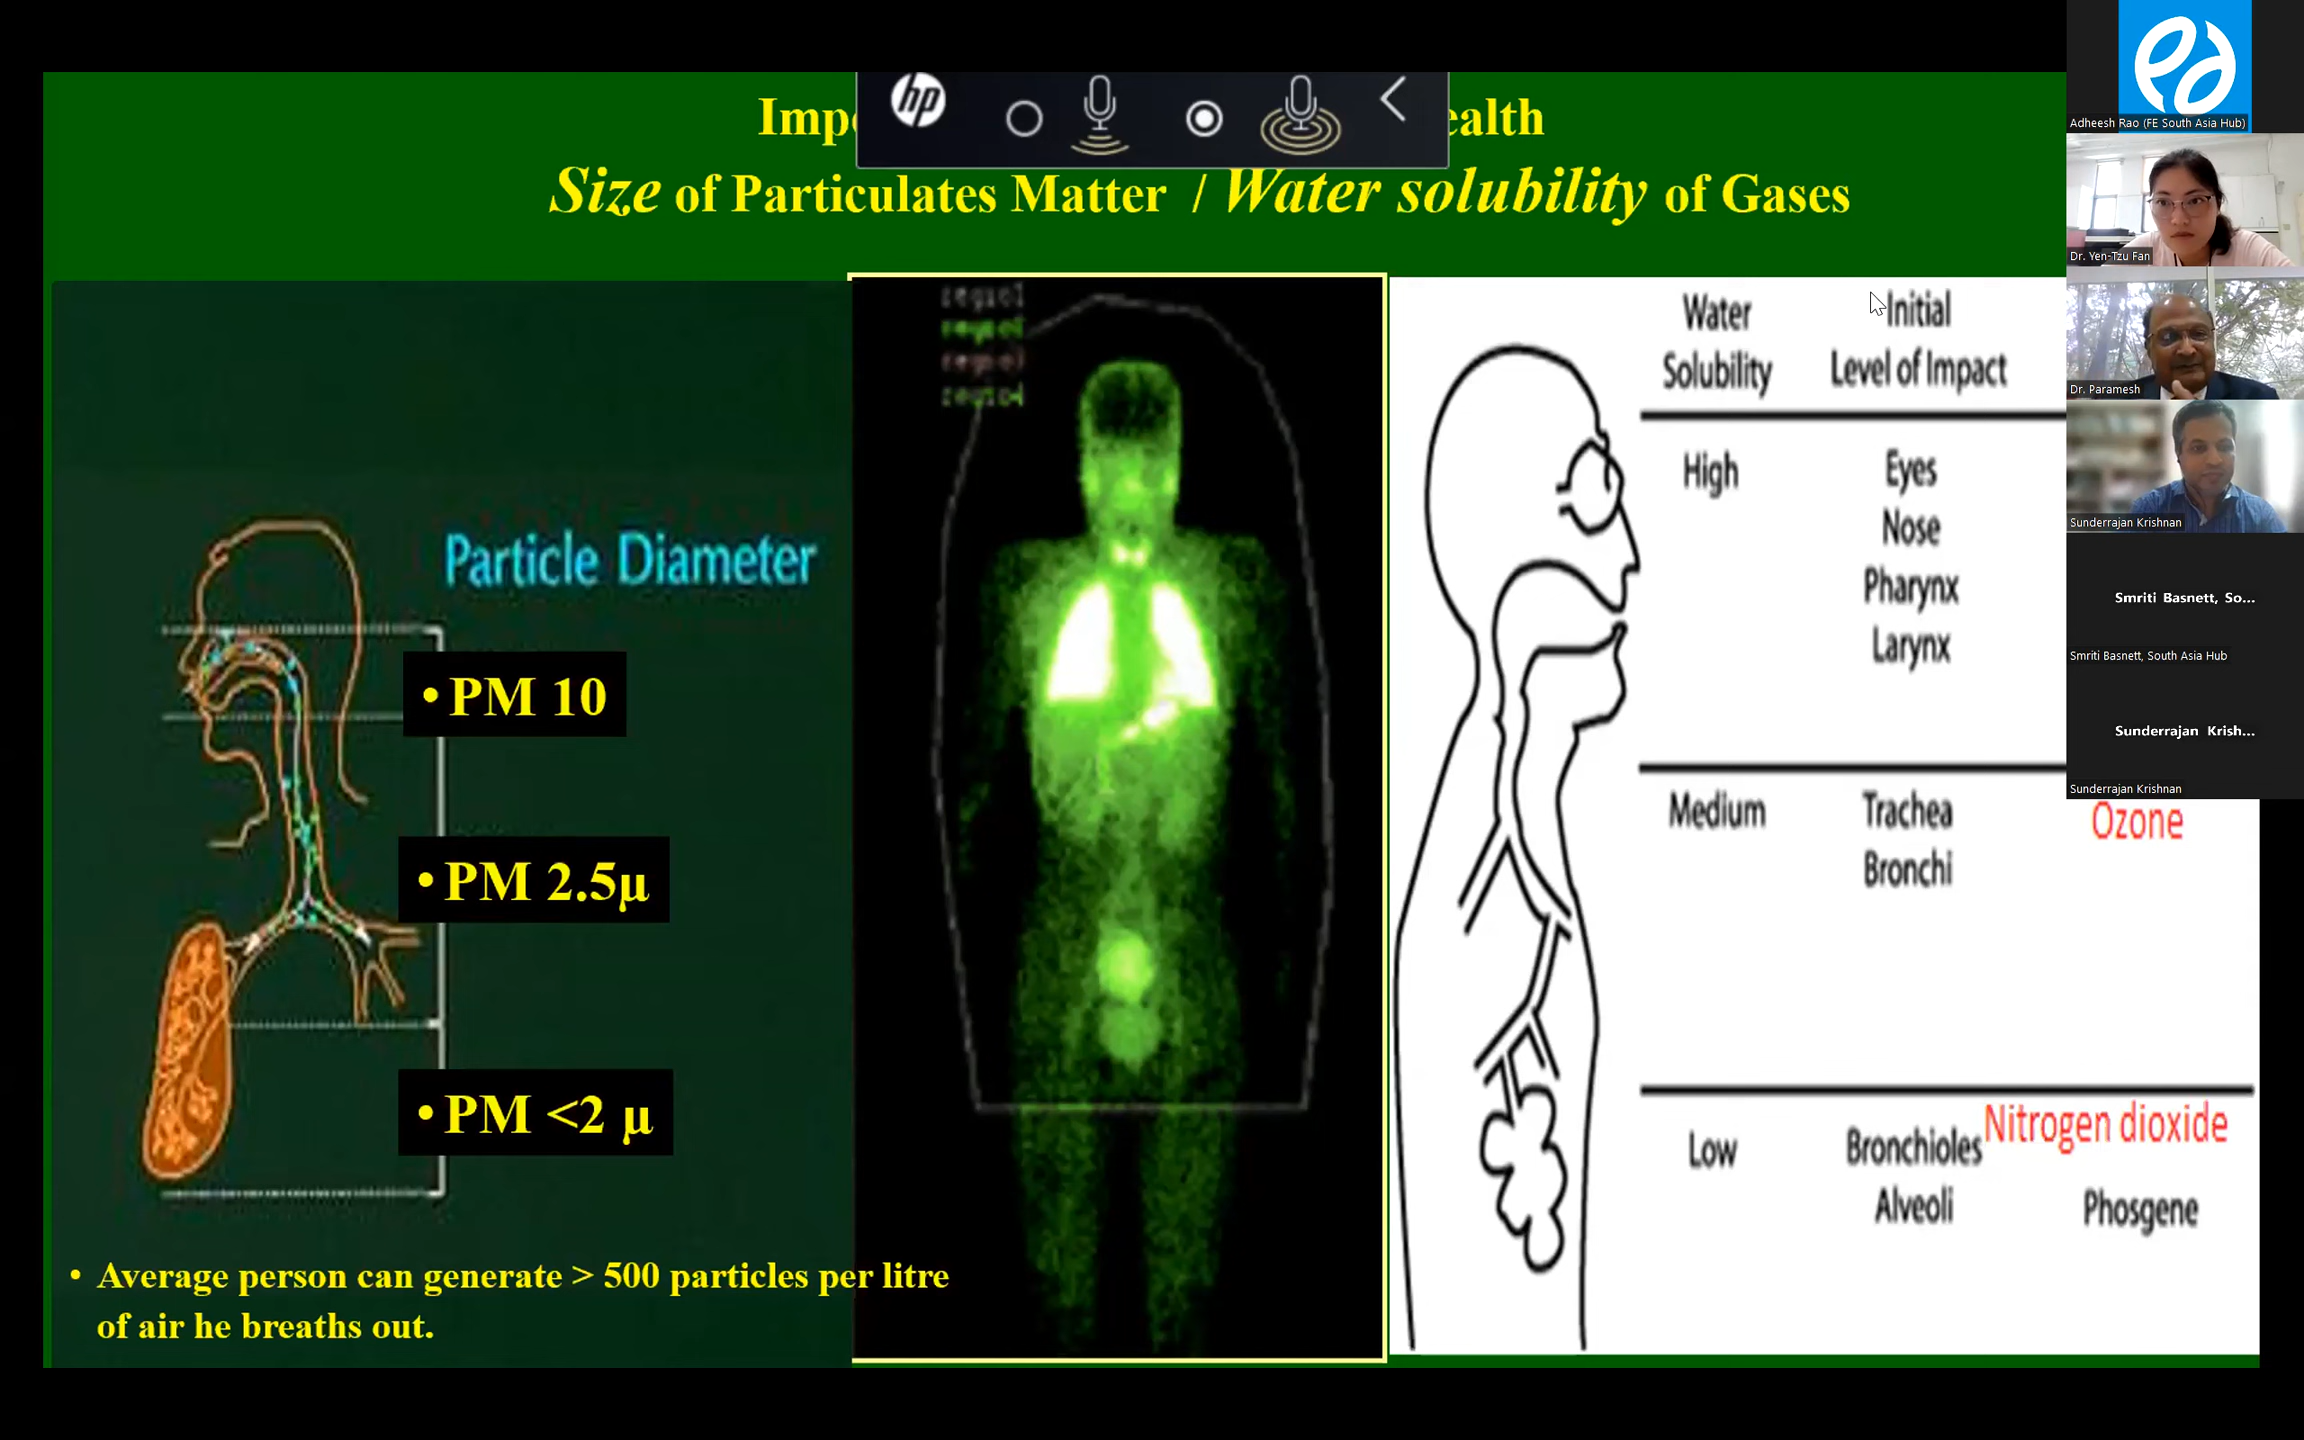 hp
Size of Particulates Matter / Water solubility of Gases
Particle Diameter
• PM 10
• PM 2.5μ
• PM <2 μ
• Average person can generate > 500 particles per litre
of air he breaths out.
Water
Solubility
Initial
Level of Impact
High
Eyes
Nose
Pharynx
Larynx
Medium
Trachea
Bronchi
Ozone
Low
Bronchioles
Alveoli
Nitrogen dioxide
Phosgene
Adheesh Rao (FE South Asia Hub)
Dr. Yen-Tzu Fan
Dr. Paramesh
Sunderrajan Krishnan
Smriti Basnett, So...
Smriti Basnett, South Asia Hub
Sunderrajan Krish...
Sunderrajan Krishnan